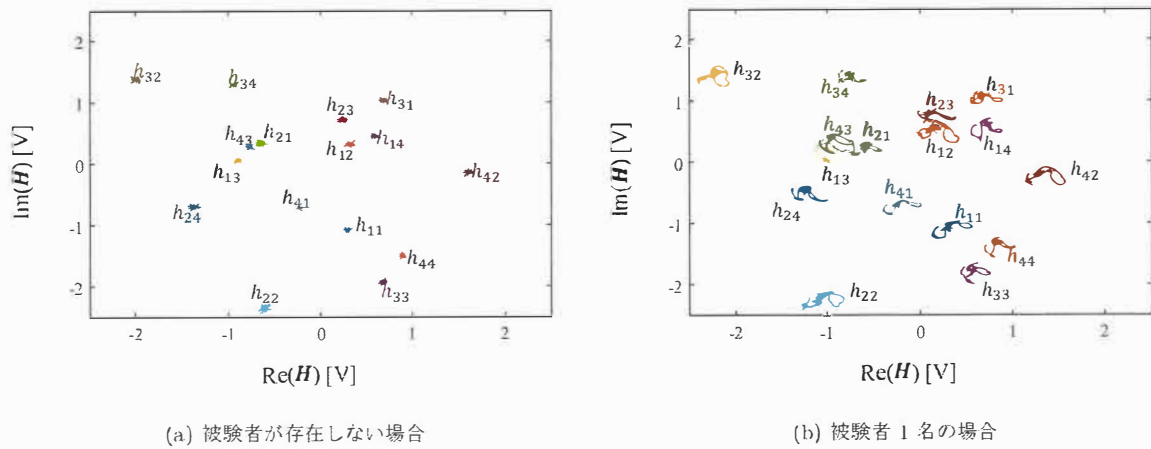 2
1
0
-1
-2
Im(H) [V]
h32
h34
h31
h23
h43
h21
h14
h12
h13
h42
h41
h24
h11
h44
h22
h33
-2
-1
0
1
2
Re(H) [V]
(a) 被験者が存在しない場合
2
1
0
-1
-2
Im(H) [V]
h32
h34
h31
h23
h43
h21
h12
h14
h13
h42
h41
h24
h11
h44
h22
h33
-2
-1
0
1
2
Re(H) [V]
(b) 被験者 1 名の場合